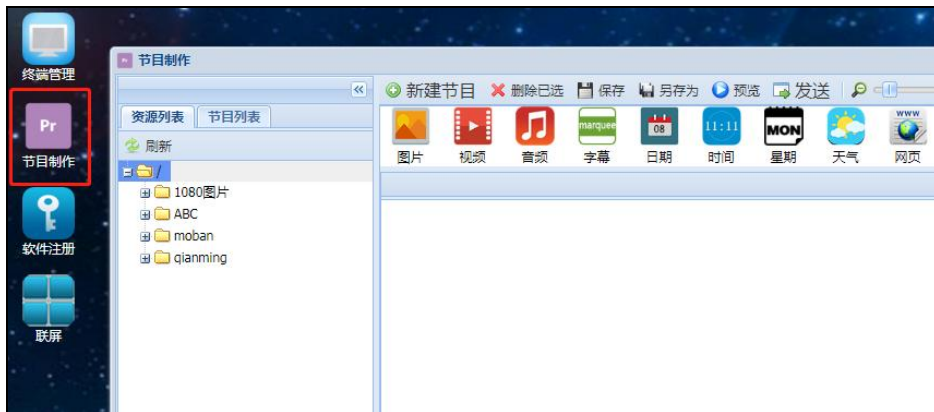 终端管理
Pr
节目制作
软件注册
联屏
Pr 节目制作
资源列表 节目列表
刷新
/
1080图片
ABC
moban
qianming
新建节目 删除已选 保存 另存为 预览 发送
marquee 08 11:11 MON WWW
图片 视频 音频 字幕 日期 时间 星期 天气 网页